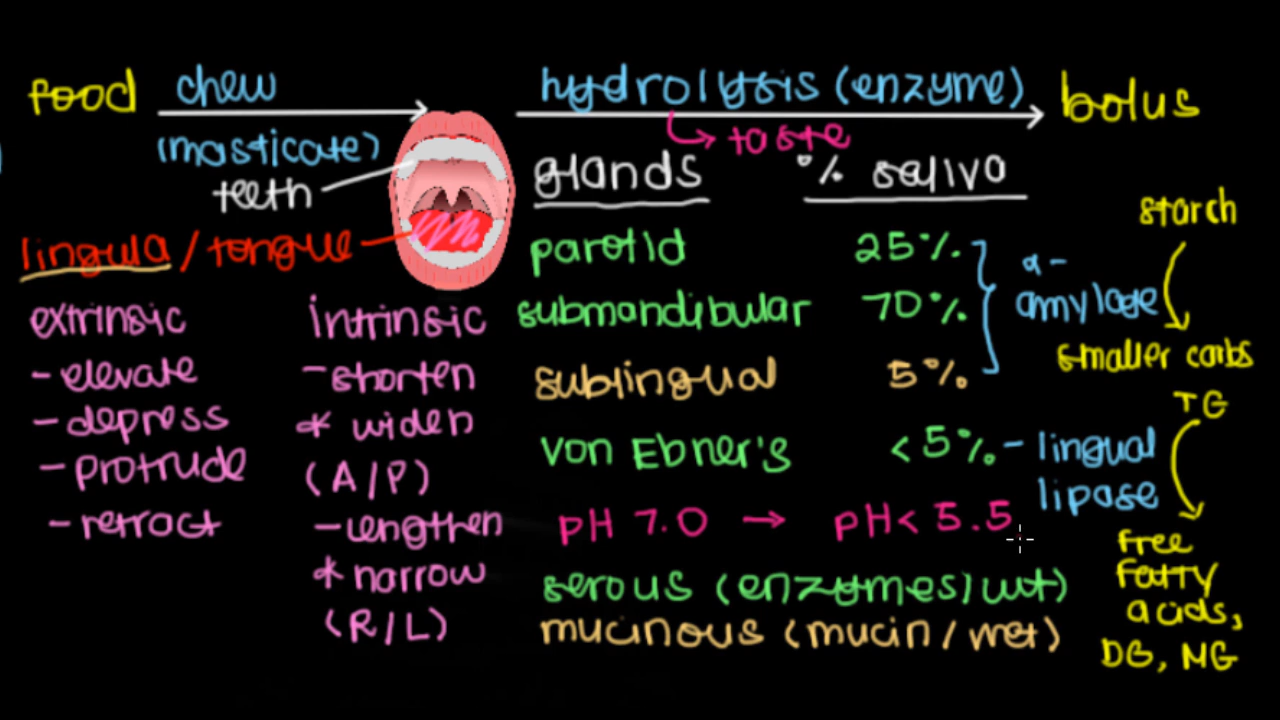 food chew hydrolysis (enzyme) bolus
(masticate) taste
teeth glands % saliva
starch
lingula / tongue parotid 25%
α-
extrinsic intrinsic submandibular 70% amylase
smaller carbs
- elevate - shorten sublingual 5%
TG
- depress * widen
- protrude (A/P) von Ebner's <5% - lingual
lipase
- retract - lengthen pH 7.0 → pH < 5.5
free
* narrow serous (enzymes/wt) fatty
acids,
(R/L) mucinous (mucin/wet)
DG, MG